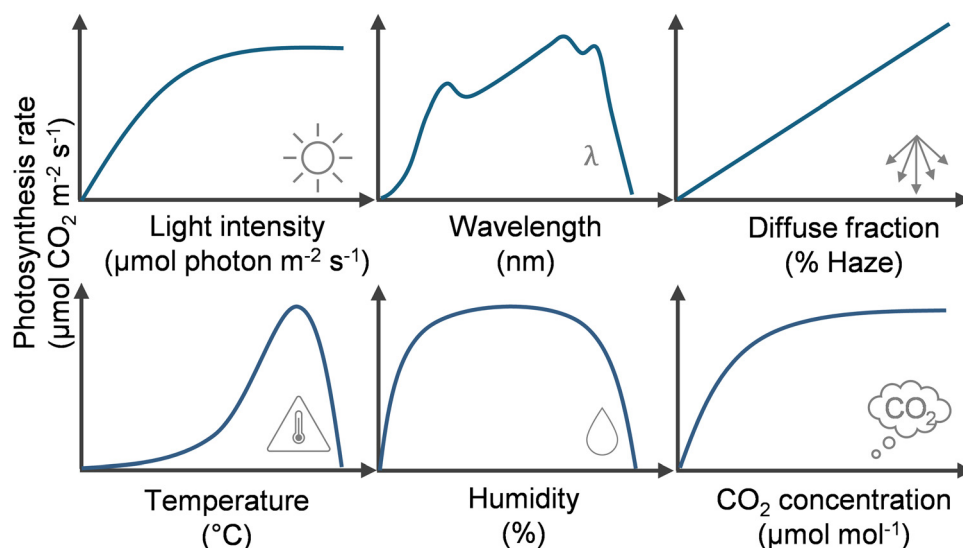 Photosynthesis rate
(µmol CO₂ m⁻² s⁻¹)
Light intensity
(µmol photon m⁻² s⁻¹)
λ
Wavelength
(nm)
Diffuse fraction
(% Haze)
Temperature
(°C)
Humidity
(%)
CO₂
CO₂ concentration
(µmol mol⁻¹)